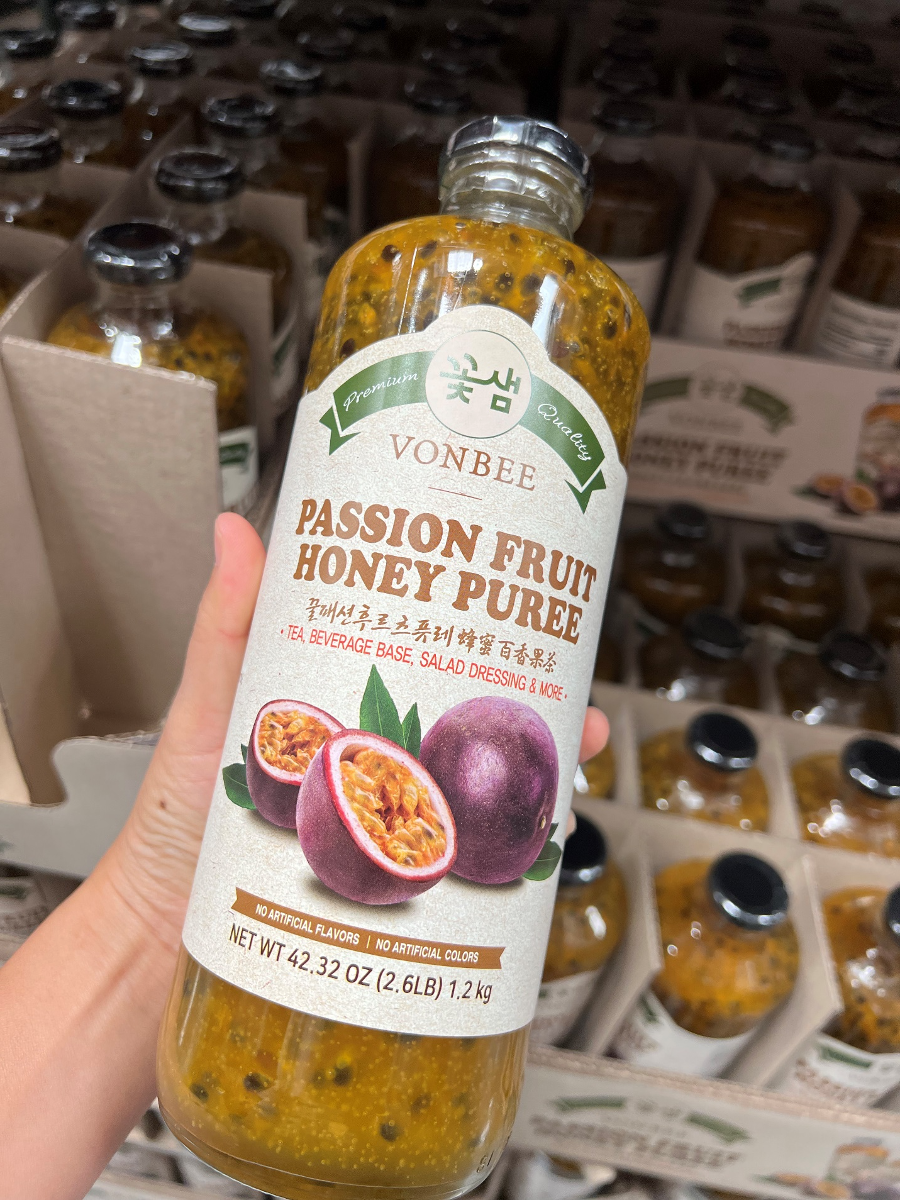 Premium
꽃샘
Quality
VONBEE
PASSION FRUIT
HONEY PUREE
꿀패션후르츠퓨레 蜂蜜百香果茶
• TEA, BEVERAGE BASE, SALAD DRESSING & MORE •
NO ARTIFICIAL FLAVORS | NO ARTIFICIAL COLORS
NET WT 42.32 OZ (2.6LB) 1.2 kg
PASSION FRUIT
HONEY PUREE